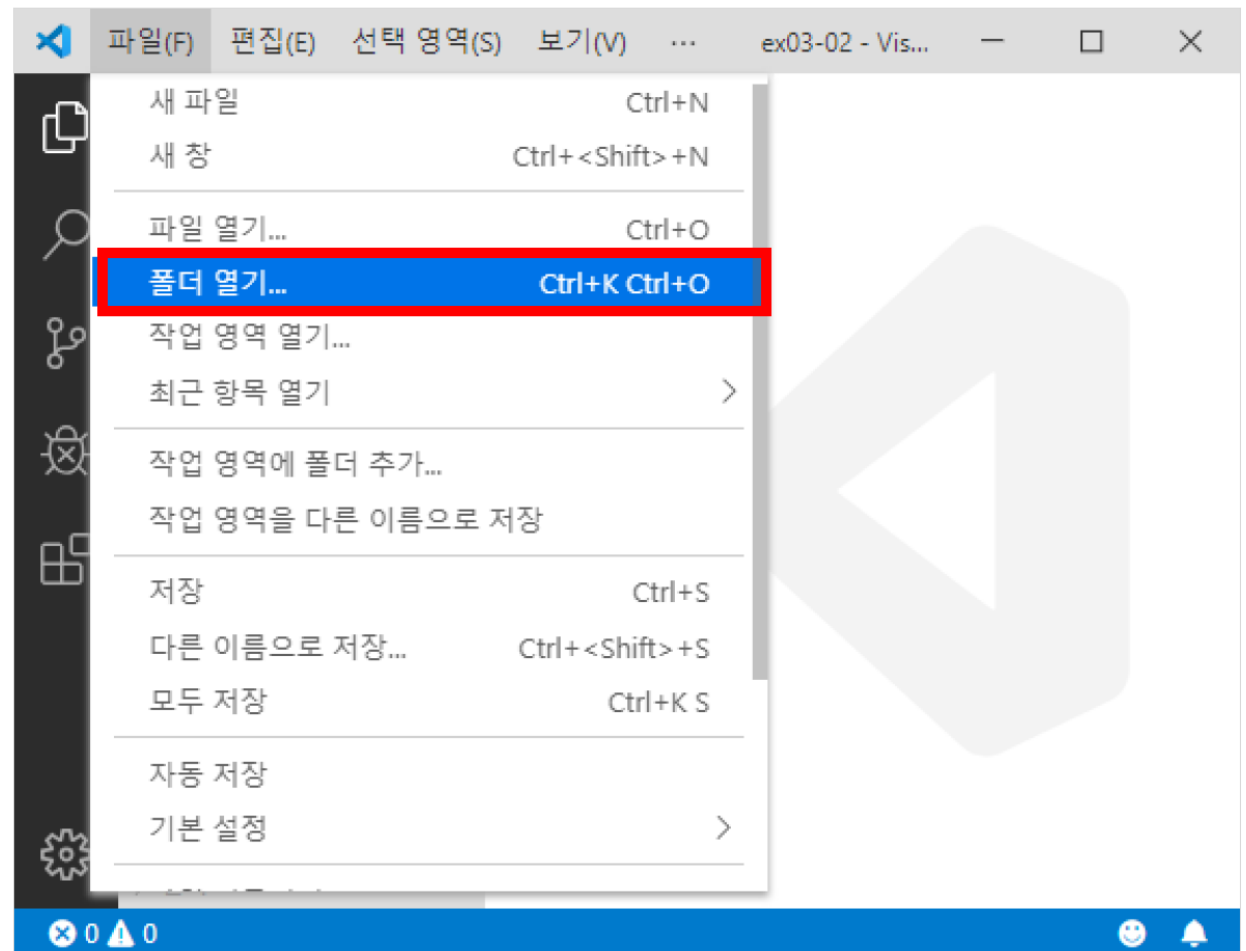 파일(F) 편집(E) 선택 영역(S) 보기(V) ··· ex03-02 - Vis...
새 파일 Ctrl+N
새 창 Ctrl+<Shift>+N
파일 열기... Ctrl+O
폴더 열기... Ctrl+K Ctrl+O
작업 영역 열기...
최근 항목 열기
작업 영역에 폴더 추가...
작업 영역을 다른 이름으로 저장
저장 Ctrl+S
다른 이름으로 저장... Ctrl+<Shift>+S
모두 저장 Ctrl+K S
자동 저장
기본 설정
0 0